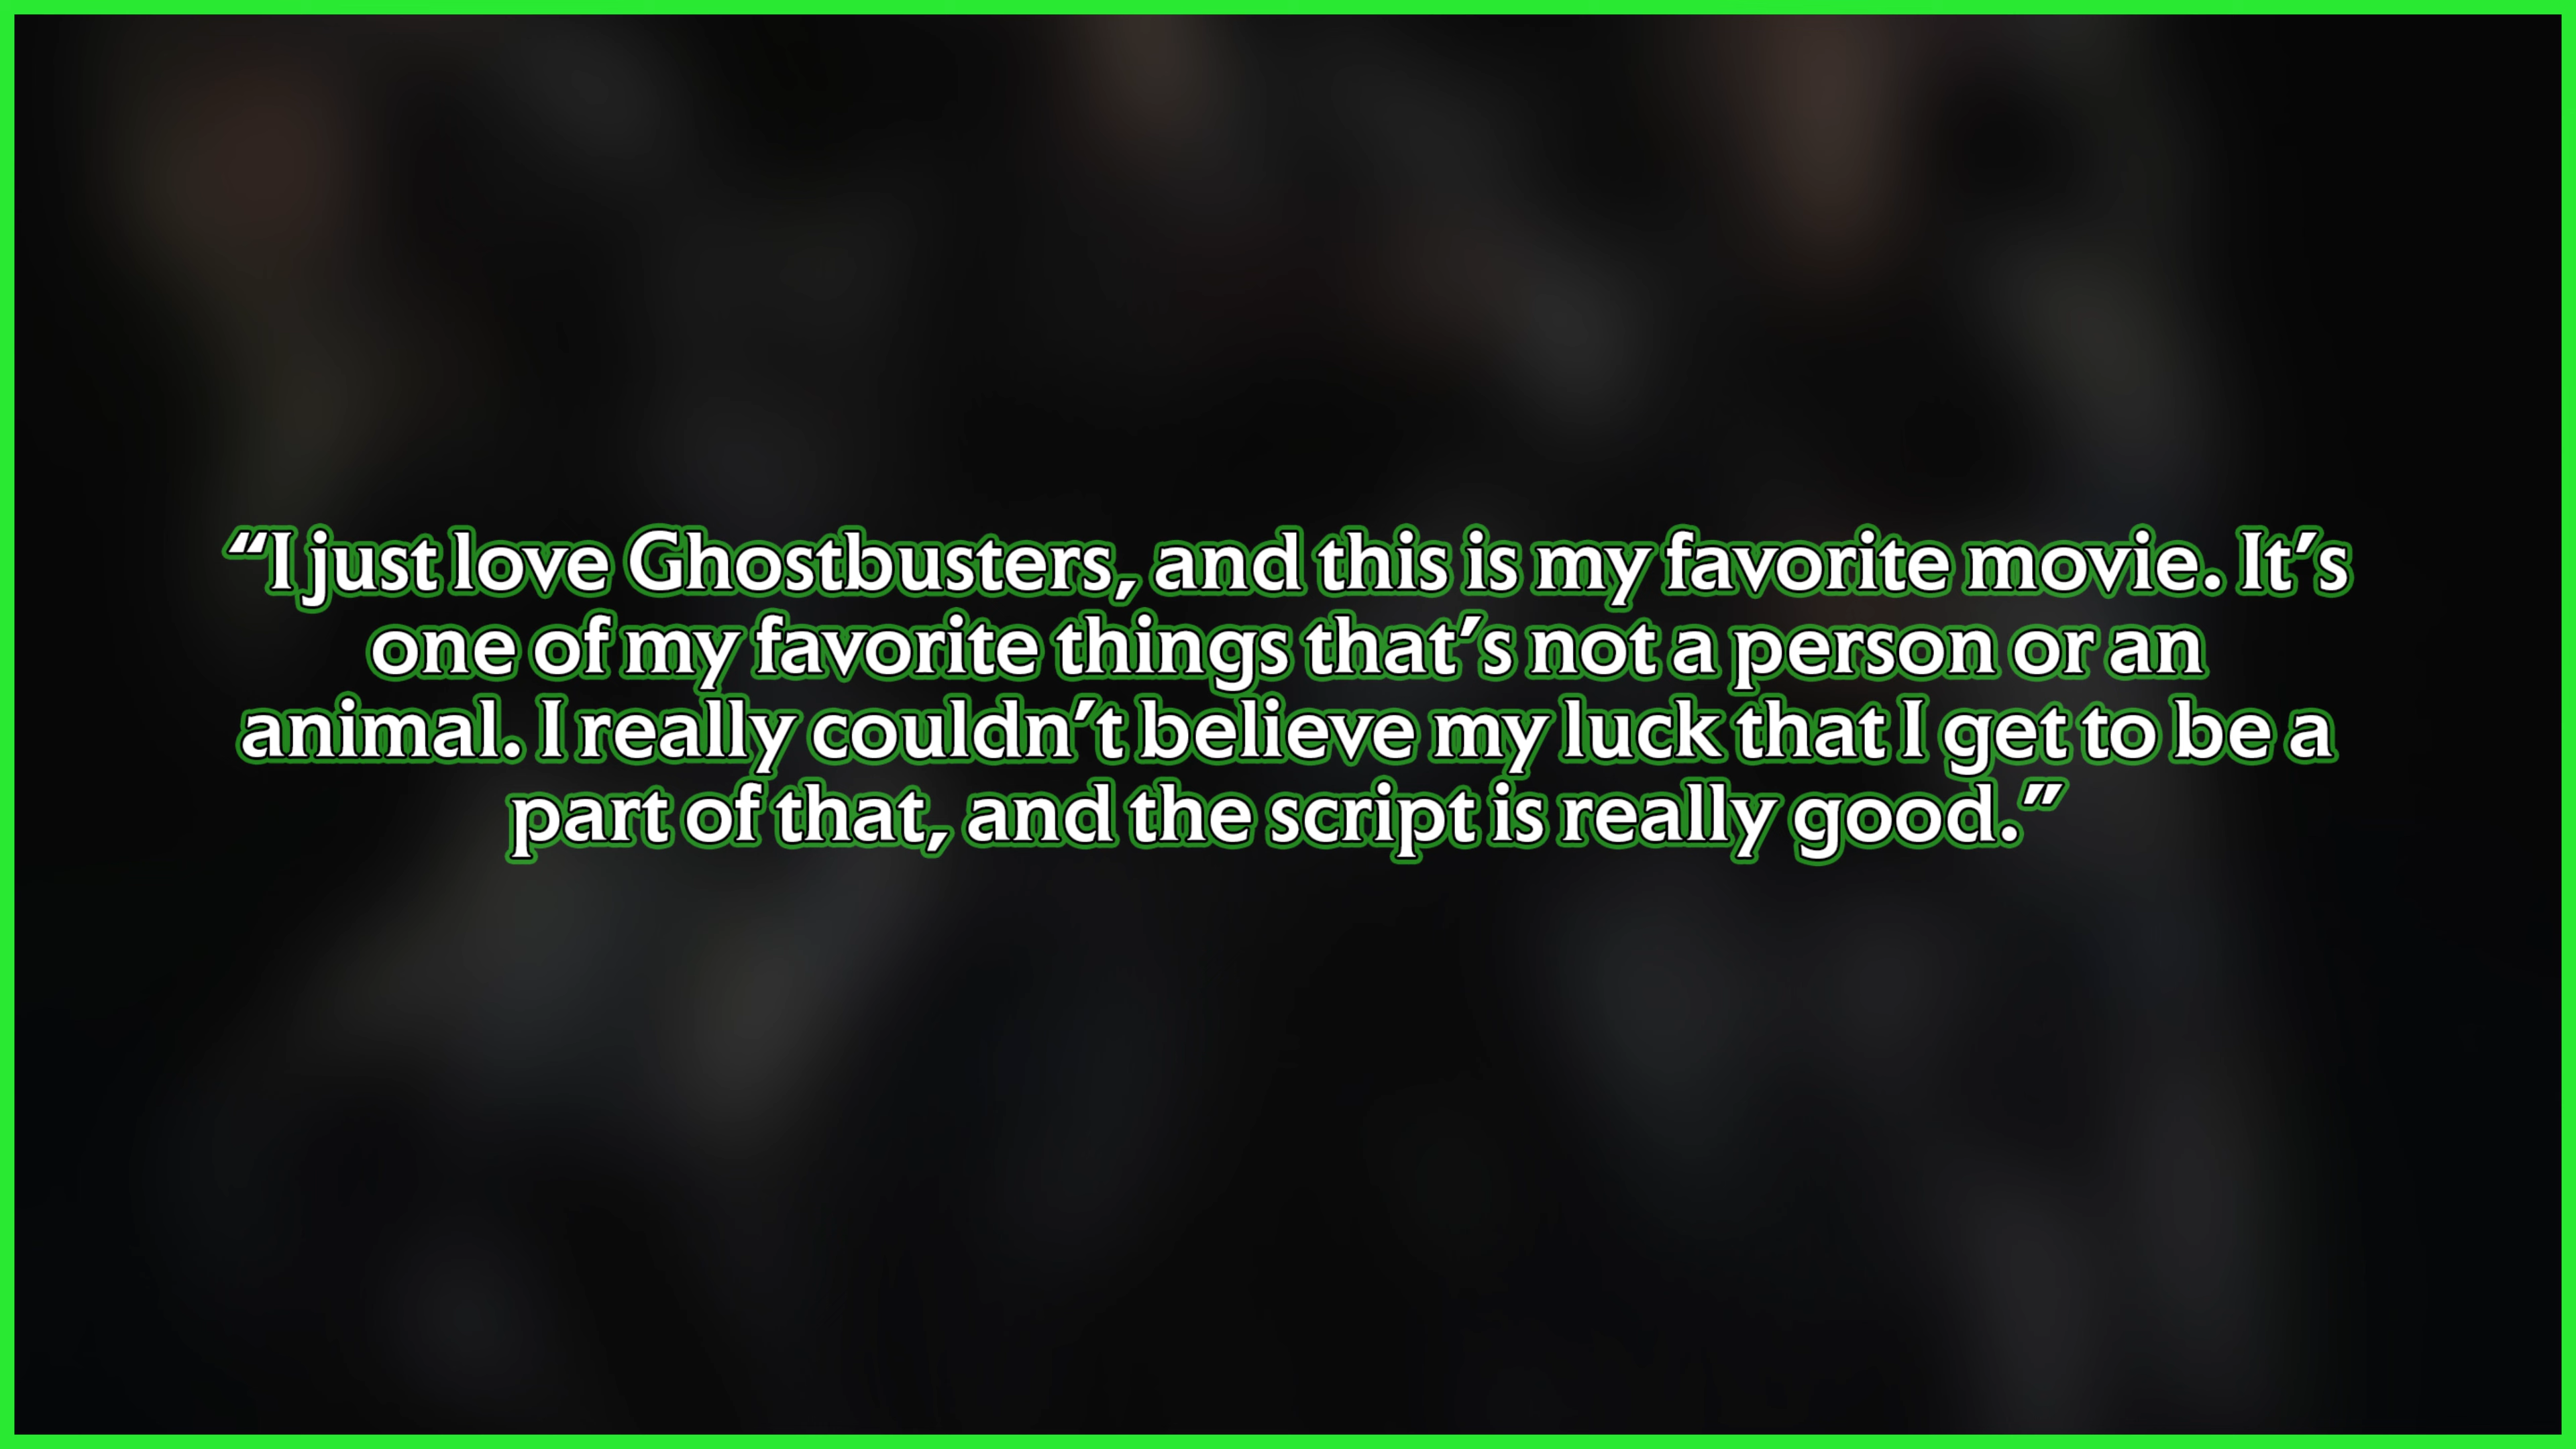 “I just love Ghostbusters, and this is my favorite movie. It’s
one of my favorite things that’s not a person or an
animal. I really couldn’t believe my luck that I get to be a
part of that, and the script is really good.”